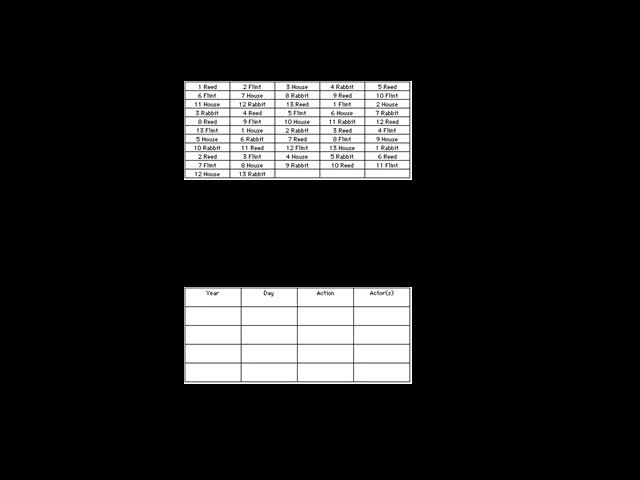 1 Reed 2 Flint 3 House 4 Rabbit 5 Reed
6 Flint 7 House 8 Rabbit 9 Reed 10 Flint
11 House 12 Rabbit 13 Reed 1 Flint 2 House
3 Rabbit 4 Reed 5 Flint 6 House 7 Rabbit
8 Reed 9 Flint 10 House 11 Rabbit 12 Reed
13 Flint 1 House 2 Rabbit 3 Reed 4 Flint
5 House 6 Rabbit 7 Reed 8 Flint 9 House
10 Rabbit 11 Reed 12 Flint 13 House 1 Rabbit
2 Reed 3 Flint 4 House 5 Rabbit 6 Reed
7 Flint 8 House 9 Rabbit 10 Reed 11 Flint
12 House 13 Rabbit
Year Day Action Actor(s)